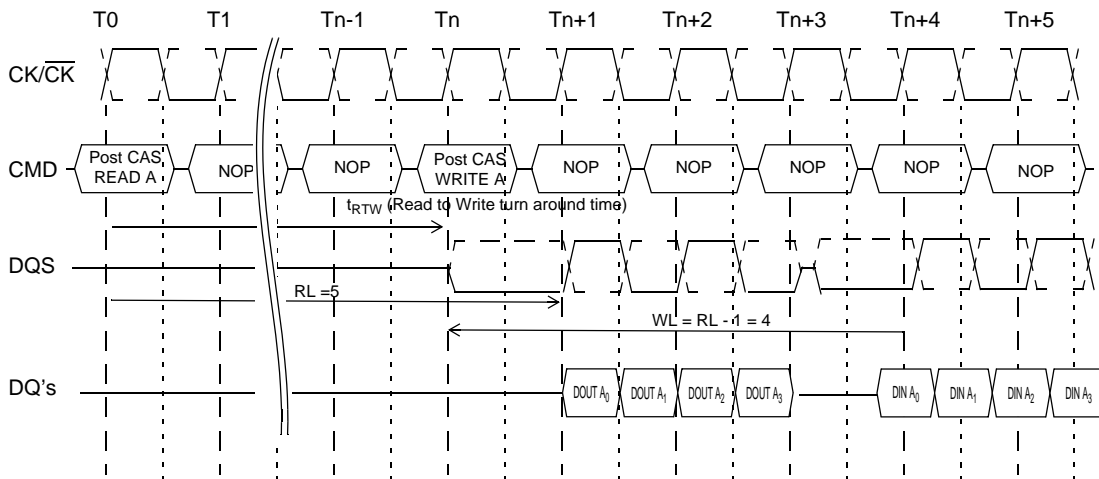 T0 T1 Tn-1 Tn Tn+1 Tn+2 Tn+3 Tn+4 Tn+5
CK/CK
CMD
Post CAS
READ A
NOP
NOP
Post CAS
WRITE A
NOP
NOP
NOP
NOP
NOP
tRTW (Read to Write turn around time)
DQS
RL =5
WL = RL - 1 = 4
DQ's
DOUT A0 DOUT A1 DOUT A2 DOUT A3 DIN A0 DIN A1 DIN A2 DIN A3